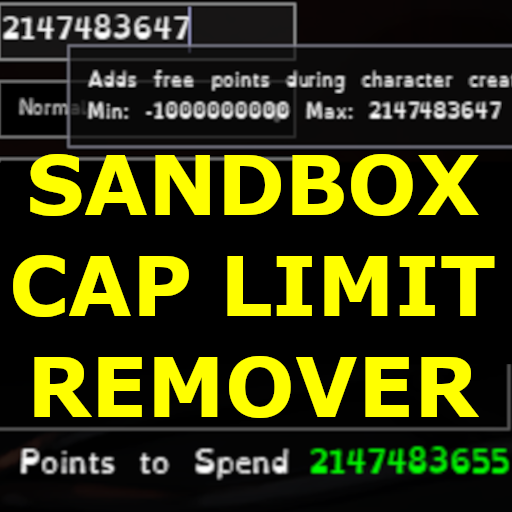 2147483647
Adds free points during character crea
Norma
Min: -1000000000 Max: 2147483647
SANDBOX
CAP LIMIT
REMOVER
Points to Spend 2147483655